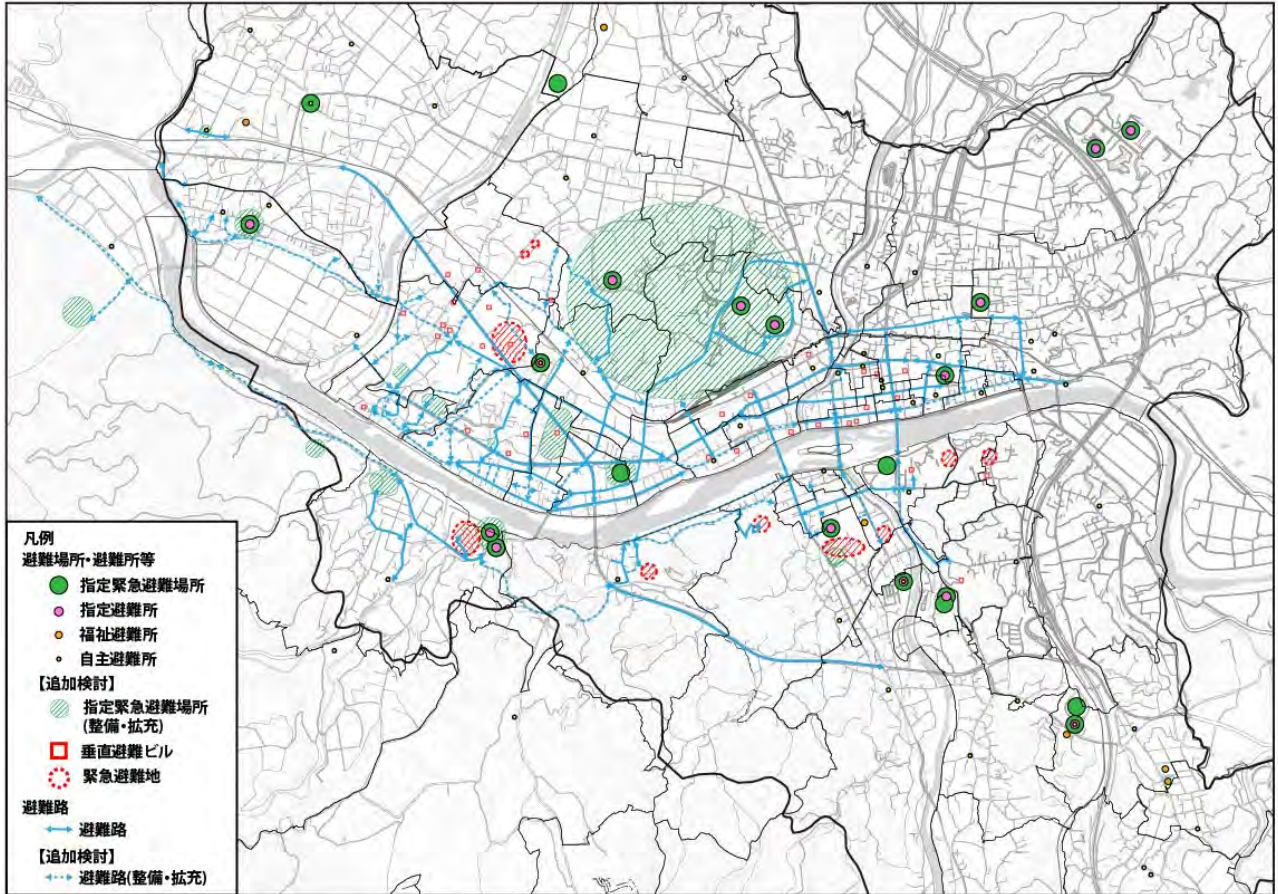 凡例
避難場所・避難所等
指定緊急避難場所
指定避難所
福祉避難所
自主避難所
【追加検討】
指定緊急避難場所
(整備・拡充)
垂直避難ビル
緊急避難地
避難路
避難路
【追加検討】
避難路(整備・拡充)